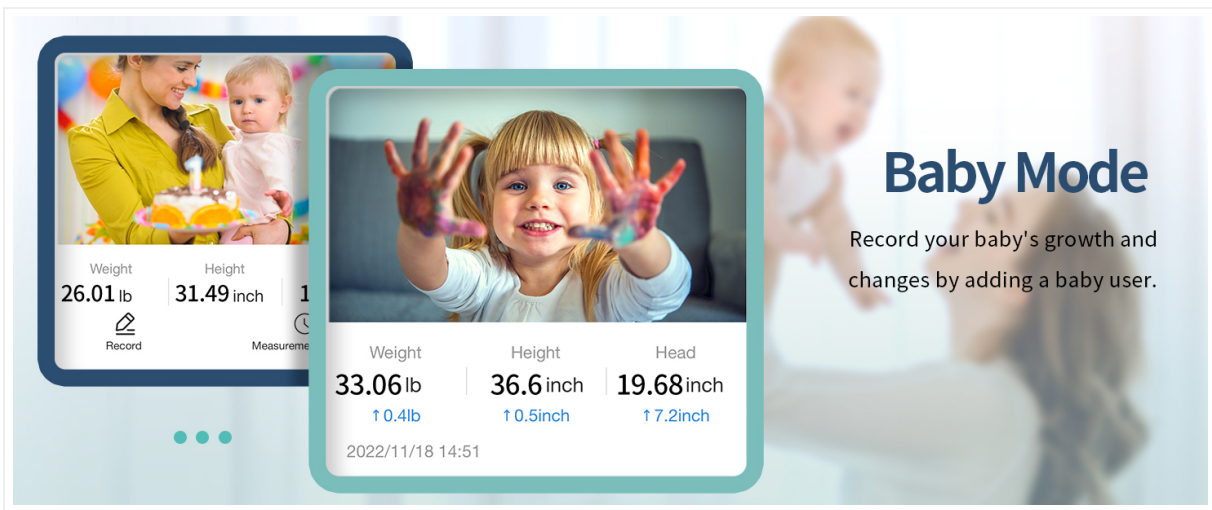 Weight Height
26.01 lb 31.49 inch 1
Record
Weight Height Head
33.06 lb 36.6 inch 19.68 inch
↑0.4lb ↑0.5inch ↑7.2inch
2022/11/18 14:51
Baby Mode
Record your baby's growth and
changes by adding a baby user.